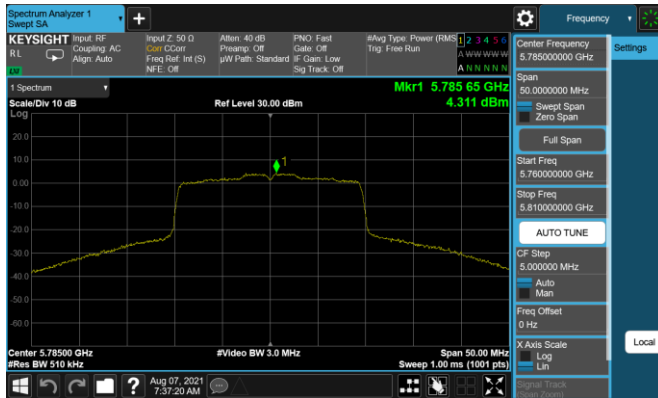 Spectrum Analyzer 1
Swept SA
+
Frequency
KEYSIGHT
RL
Input: RF
Coupling: AC
Align: Auto
Input Z: 50 Ω
Corr CCorr
Freq Ref: Int (S)
NFE: Off
Atten: 40 dB
Preamp: Off
µW Path: Standard
PNO: Fast
Gate: Off
IF Gain: Low
Sig Track: Off
#Avg Type: Power (RMS
Trig: Free Run
1 2 3 4 5 6
A W W W W W
A N N N N N
1 Spectrum
Scale/Div 10 dB
Log
Ref Level 30.00 dBm
Mkr1 5.785 65 GHz
4.311 dBm
20.0
10.0
0.00
-10.0
-20.0
-30.0
-40.0
-50.0
-60.0
1
Center 5.78500 GHz
#Res BW 510 kHz
#Video BW 3.0 MHz
Span 50.00 MHz
Sweep 1.00 ms (1001 pts)
Aug 07, 2021
7:37:20 AM
?
Center Frequency
5.785000000 GHz
Span
50.0000000 MHz
Swept Span
Zero Span
Full Span
Start Freq
5.760000000 GHz
Stop Freq
5.810000000 GHz
AUTO TUNE
CF Step
5.000000 MHz
Auto
Man
Freq Offset
0 Hz
X Axis Scale
Log
Lin
Signal Track
(Span Zoom)
Settings
Local